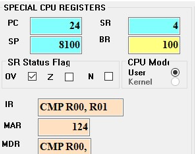 SPECIAL CPU REGISTERS
PC 24 SR 4
SP 8100 BR 100
SR Status Flag CPU Mode
OV Z N User
Kernel
IR CMP R00, R01
MAR 124
MDR CMP R00,